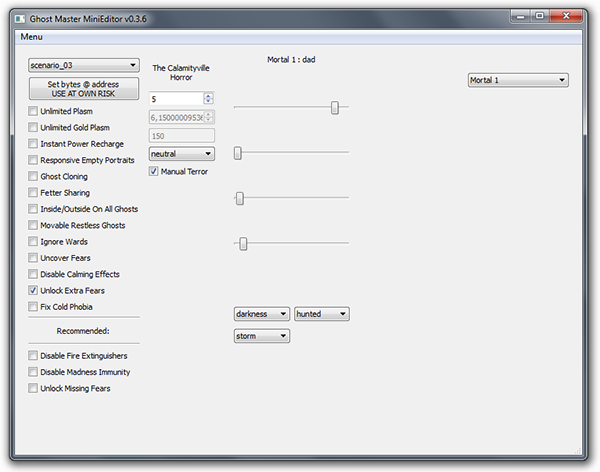 Ghost Master MiniEditor v0.3.6
Menu
scenario_03
Set bytes @ address
USE AT OWN RISK
Unlimited Plasm
Unlimited Gold Plasm
Instant Power Recharge
Responsive Empty Portraits
Ghost Cloning
Fetter Sharing
Inside/Outside On All Ghosts
Movable Restless Ghosts
Ignore Wards
Uncover Fears
Disable Calming Effects
Unlock Extra Fears
Fix Cold Phobia
Recommended:
Disable Fire Extinguishers
Disable Madness Immunity
Unlock Missing Fears
The Calamityville
Horror
5
6,1500000953
150
neutral
Manual Terror
Mortal 1 : dad
darkness hunted
storm
Mortal 1